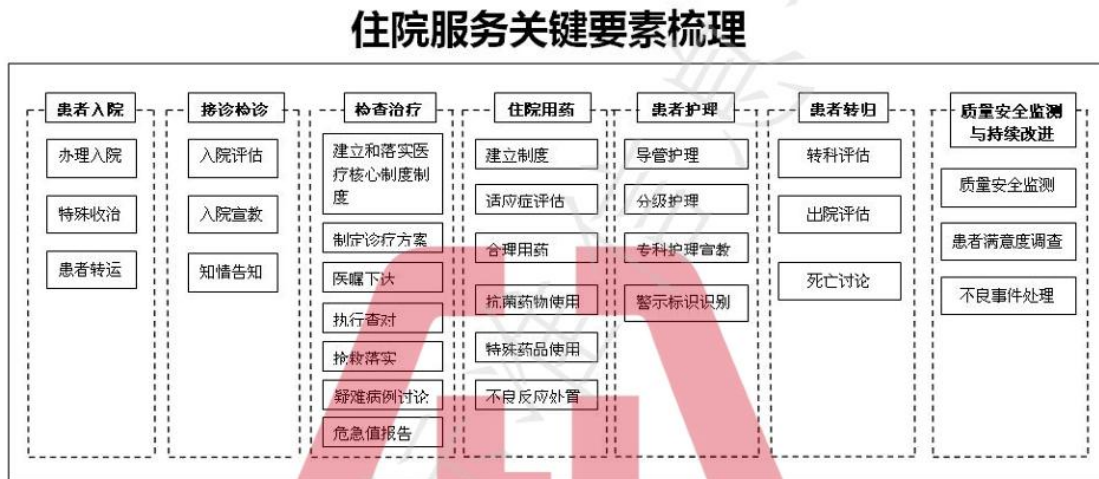 住院服务关键要素梳理
患者入院
办理入院
特殊收治
患者转运
接诊检诊
入院评估
入院宣教
知情告知
检查治疗
建立和落实医
疗核心制度制
度
制定诊疗方案
医嘱下达
执行查对
抢救落实
疑难病例讨论
危急值报告
住院用药
建立制度
适应症评估
合理用药
抗菌药物使用
特殊药品使用
不良反应处置
患者护理
导管护理
分级护理
专科护理宣教
警示标识识别
患者转归
转科评估
出院评估
死亡讨论
质量安全监测
与持续改进
质量安全监测
患者满意度调查
不良事件处理